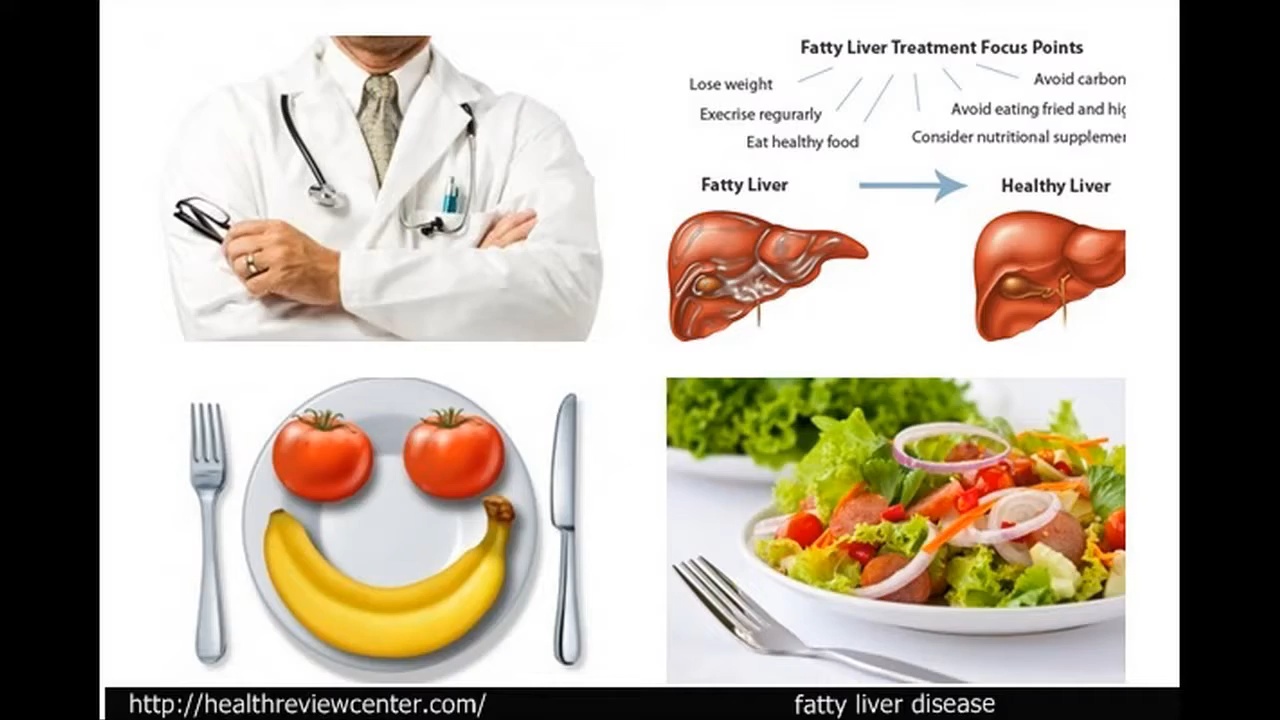 Fatty Liver Treatment Focus Points
Lose weight
Avoid carbon
Execrise regurarly
Avoid eating fried and hig
Eat healthy food
Consider nutritional supplemer
Fatty Liver
Healthy Liver
http://healthreviewcenter.com/
fatty liver disease